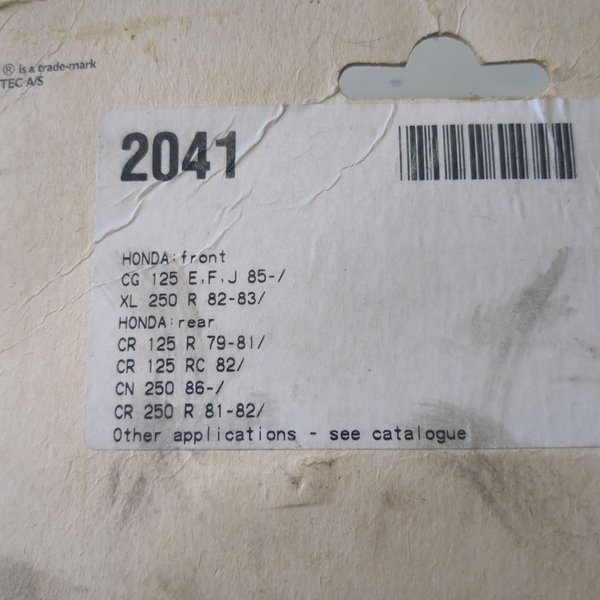 ® is a trade-mark
TEC A/S
2041
HONDA:front
CG 125 E,F,J 85-/
XL 250 R 82-83/
HONDA:rear
CR 125 R 79-81/
CR 125 RC 82/
CN 250 86-/
CR 250 R 81-82/
Other applications - see catalogue